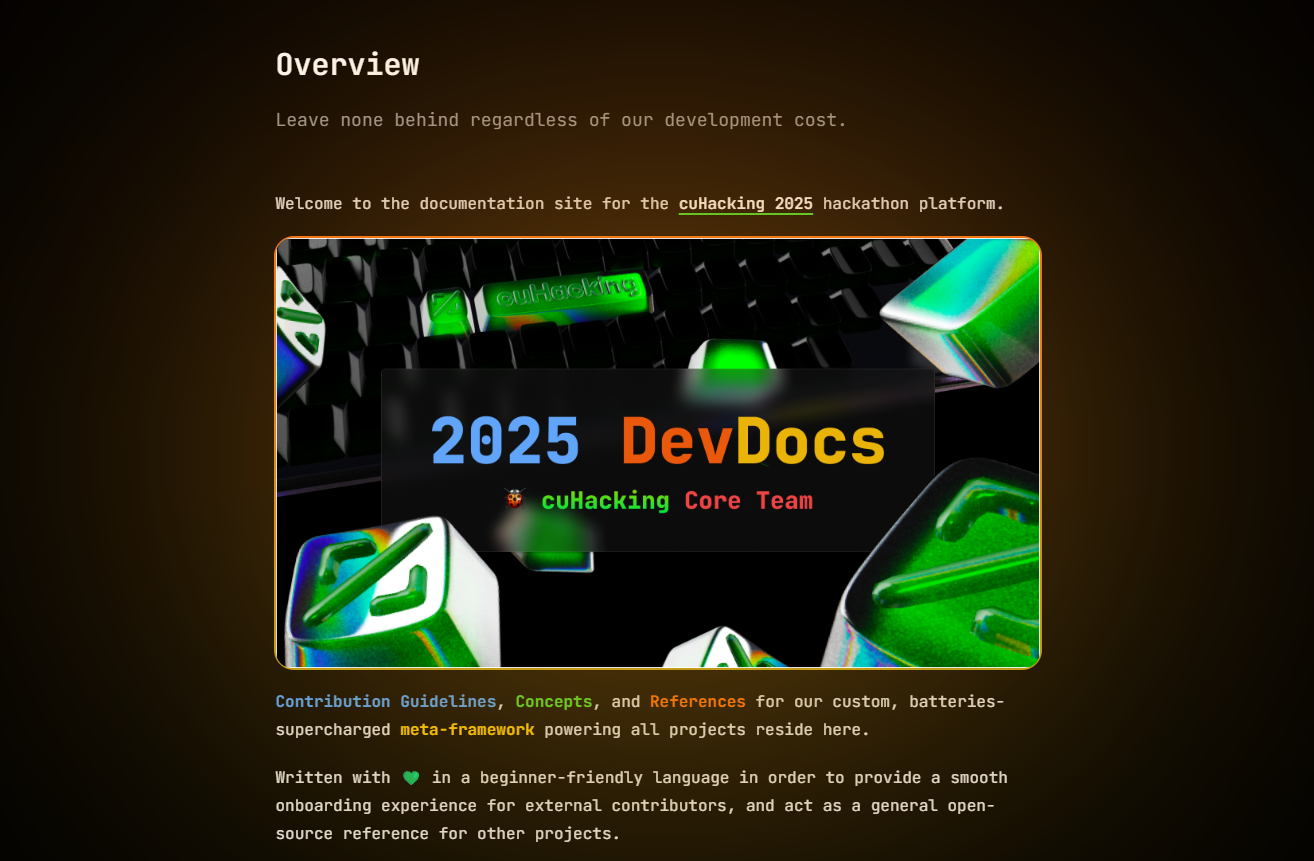 Overview
Leave none behind regardless of our development cost.
Welcome to the documentation site for the cuHacking 2025 hackathon platform.
cuHacking
2025 DevDocs
🐞 cuHacking Core Team
Contribution Guidelines, Concepts, and References for our custom, batteries-
supercharged meta-framework powering all projects reside here.
Written with 💚 in a beginner-friendly language in order to provide a smooth
onboarding experience for external contributors, and act as a general open-
source reference for other projects.